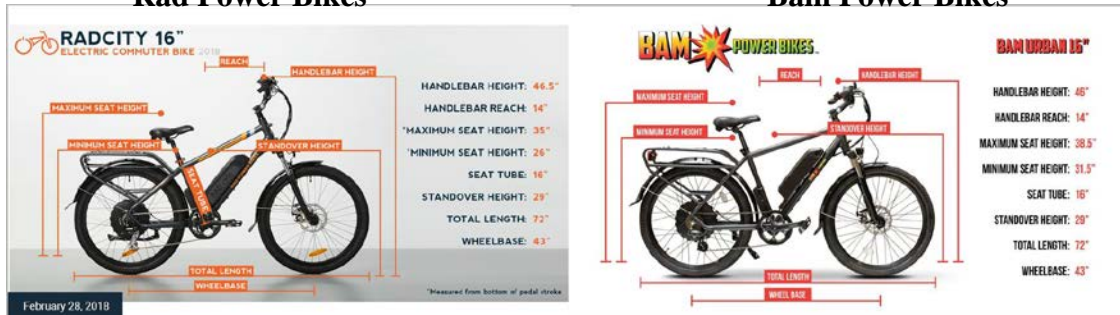 Rad Power Bikes
Bam Power Bikes
RADCITY 16"
ELECTRIC COMMUTER BIKE 2018
REACH
HANDLEBAR HEIGHT
MAXIMUM SEAT HEIGHT
MINIMUM SEAT HEIGHT
STANDOVER HEIGHT
SEAT TUBE
TOTAL LENGTH
WHEELBASE
HANDLEBAR HEIGHT: 46.5"
HANDLEBAR REACH: 14"
*MAXIMUM SEAT HEIGHT: 35"
*MINIMUM SEAT HEIGHT: 26"
SEAT TUBE: 16"
STANDOVER HEIGHT: 29"
TOTAL LENGTH: 72"
WHEELBASE: 43"
*Measured from bottom of pedal stroke
February 28, 2018
BAM POWER BIKES
BAM URBAN 16"
REACH
HANDLEBAR HEIGHT
MAXIMUM SEAT HEIGHT
MINIMUM SEAT HEIGHT
STANDOVER HEIGHT
TOTAL LENGTH
WHEEL BASE
HANDLEBAR HEIGHT: 46"
HANDLEBAR REACH: 14"
MAXIMUM SEAT HEIGHT: 38.5"
MINIMUM SEAT HEIGHT: 31.5"
SEAT TUBE: 16"
STANDOVER HEIGHT: 29"
TOTAL LENGTH: 72"
WHEELBASE: 43"